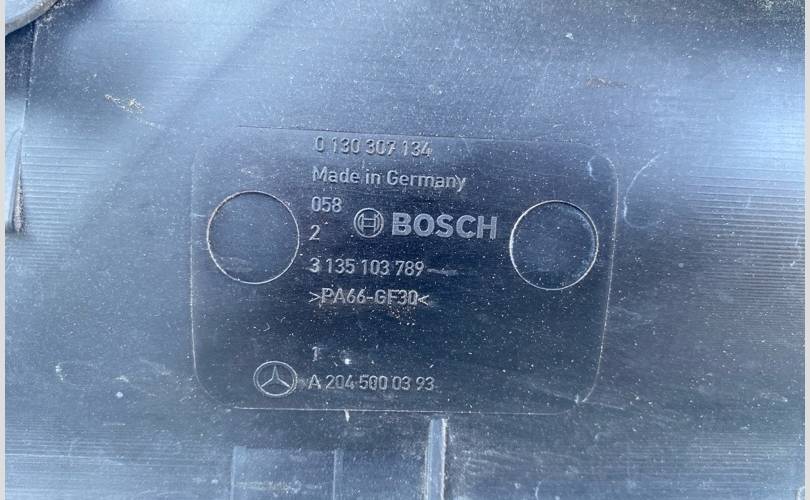 0 130 307 134
Made in Germany
058
BOSCH
2
3 135 103 789
>PA66-GF30<
1
A 204 500 03 93